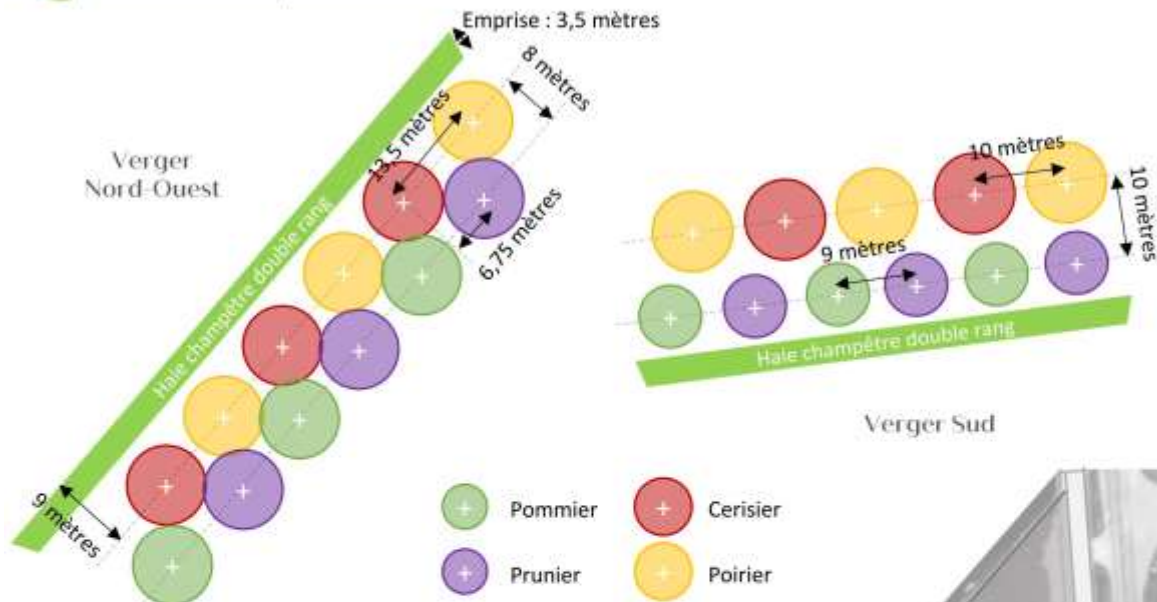 Emprise : 3,5 mètres
8 mètres
13,5 mètres
Verger
Nord-Ouest
Haie champêtre double rang
6,75 mètres
9 mètres
10 mètres
10 mètres
9 mètres
Haie champêtre double rang
Verger Sud
Pommier
Cerisier
Prunier
Poirier